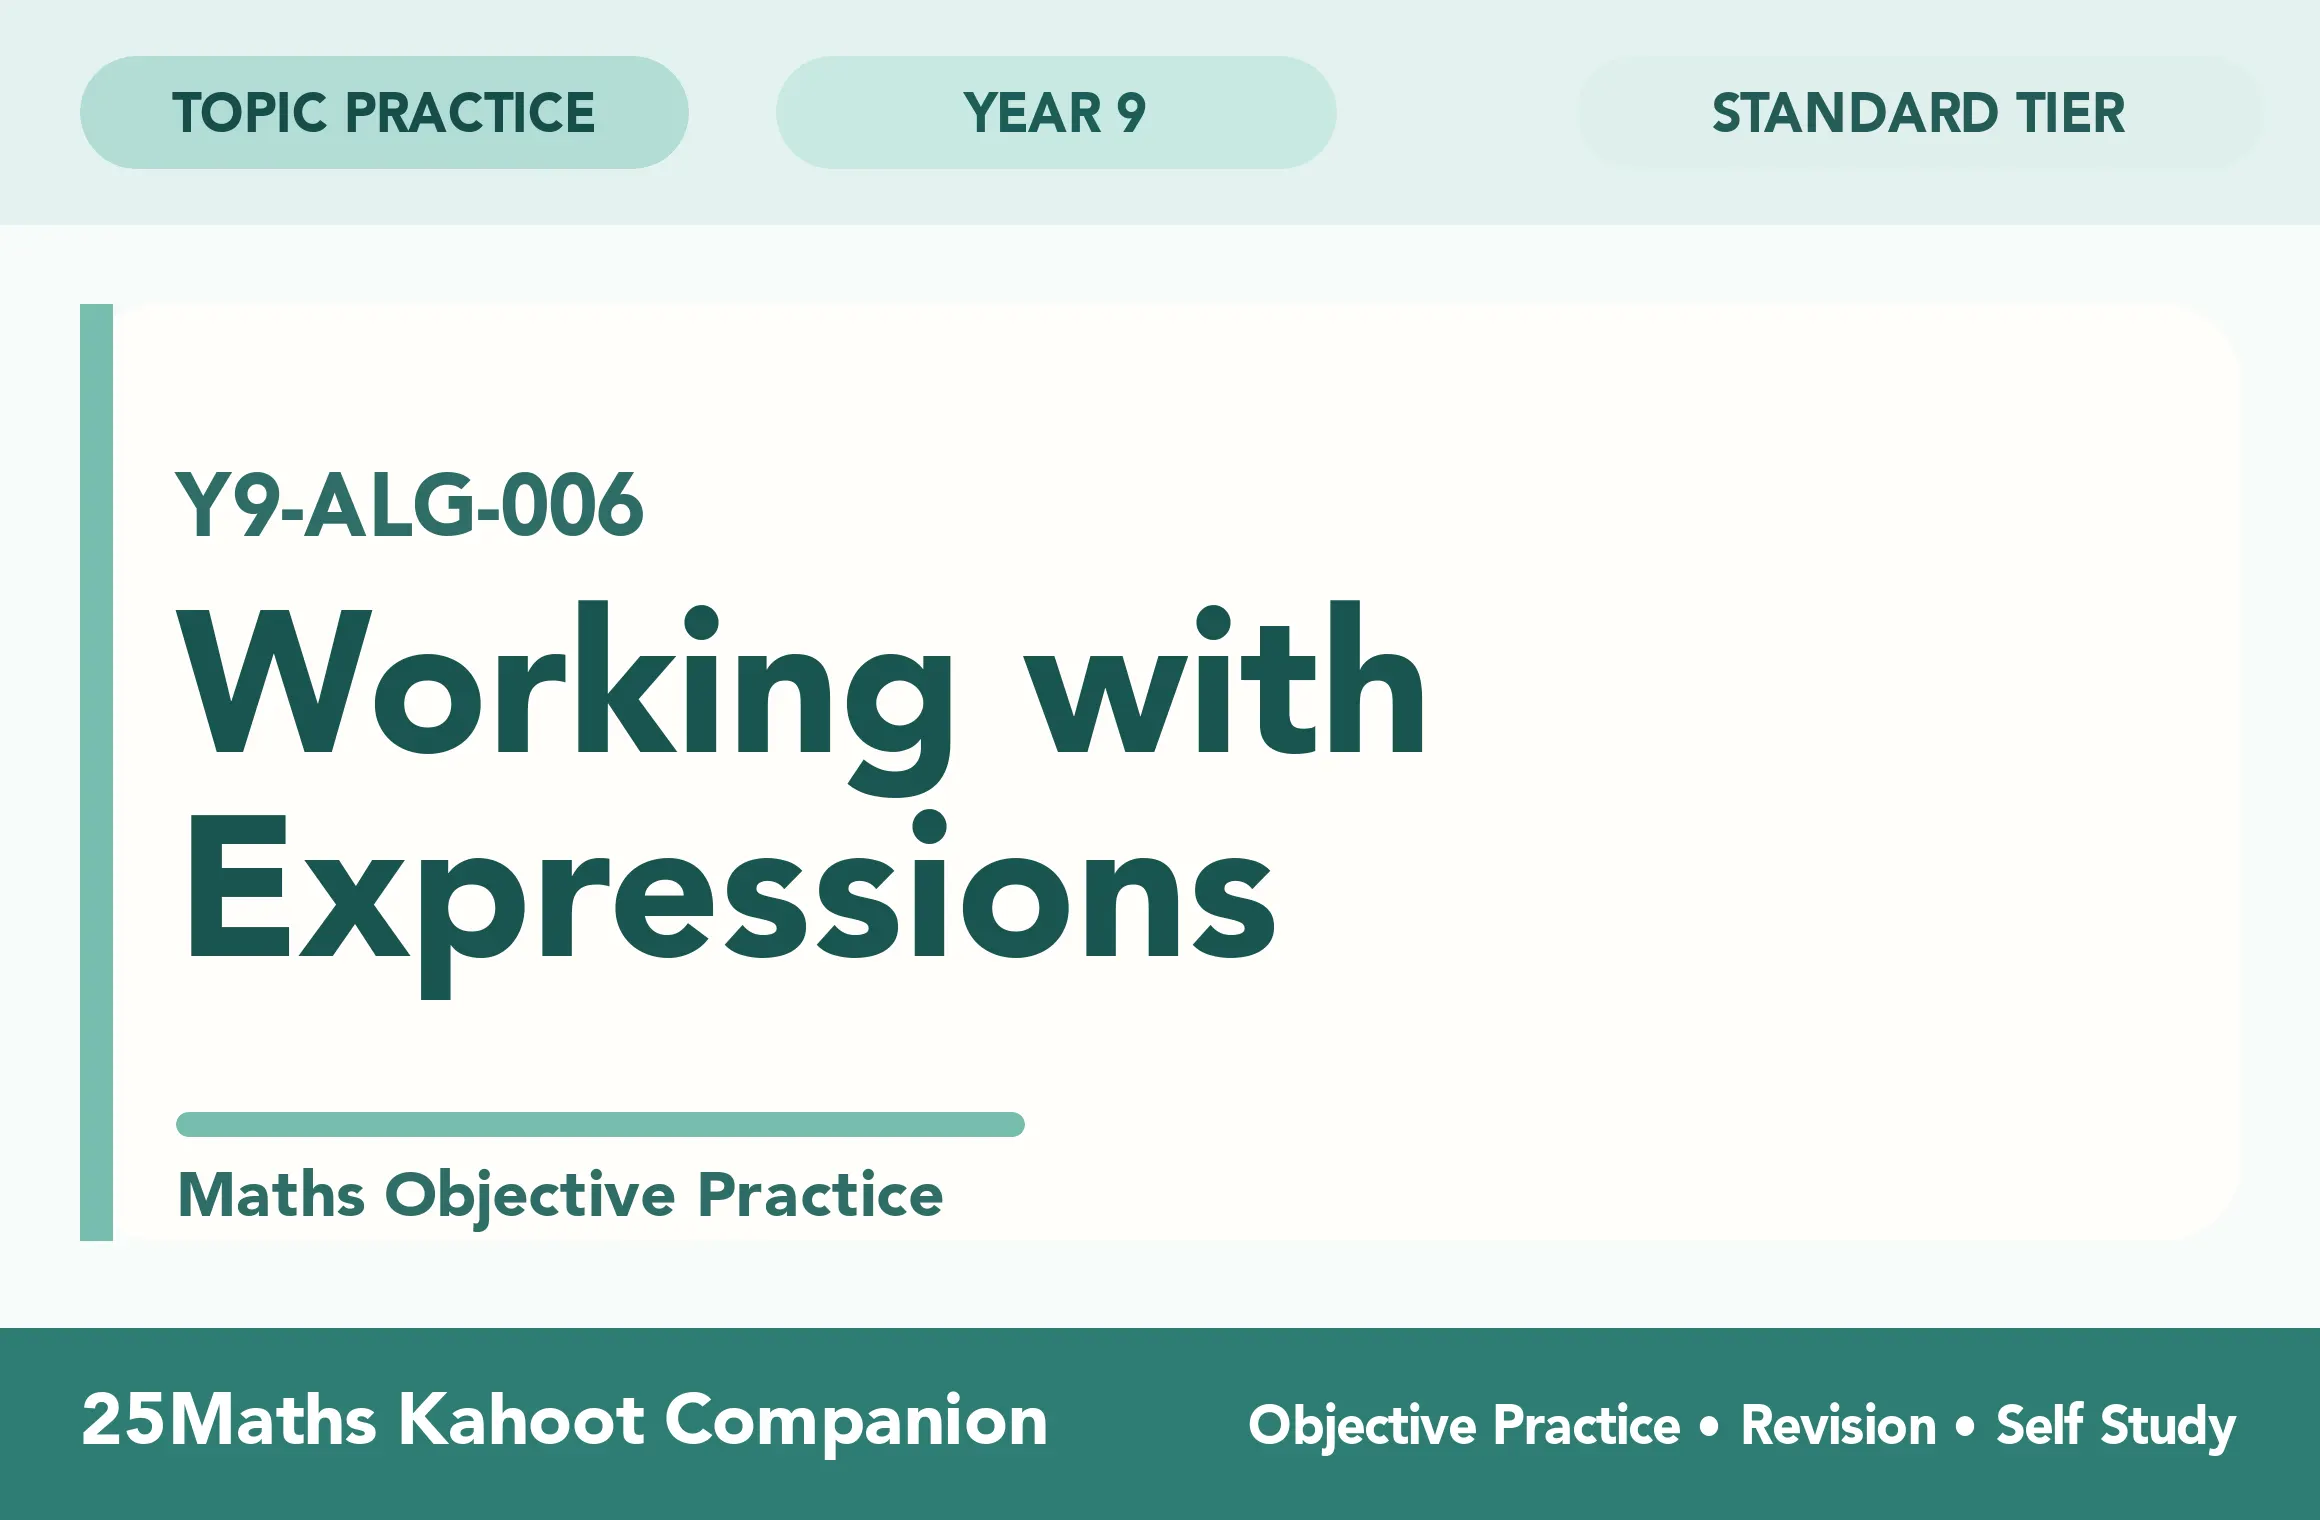 TOPIC PRACTICE
YEAR 9
STANDARD TIER
Y9-ALG-006
Working with
Expressions
Maths Objective Practice
25Maths Kahoot Companion
Objective Practice • Revision • Self Study